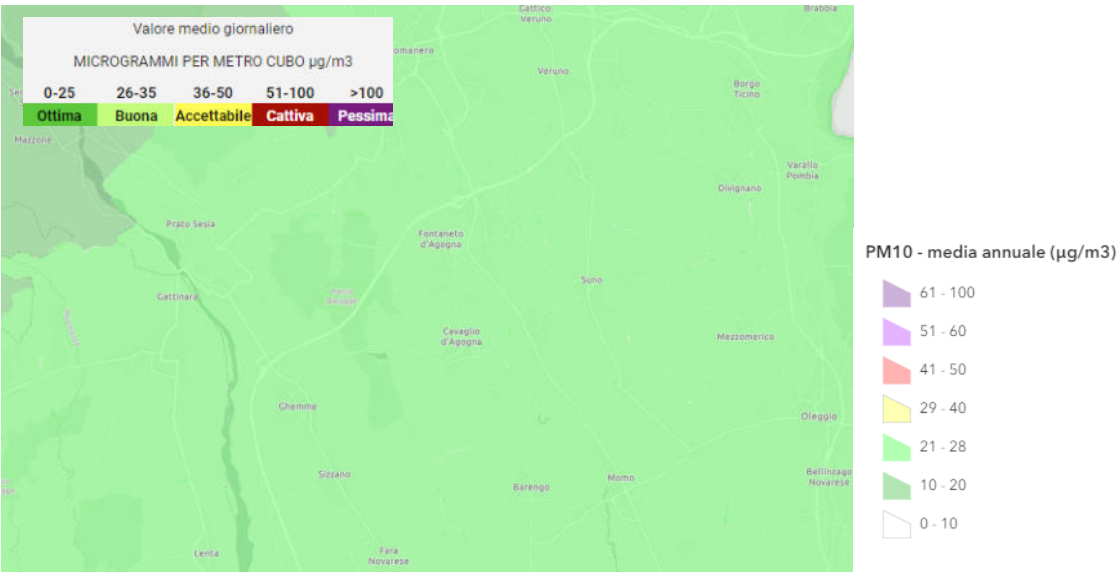 Valore medio giornaliero
MICROGRAMMI PER METRO CUBO µg/m3
0-25 26-35 36-50 51-100 >100
Ottima Buona Accettabile Cattiva Pessima
Gattico-
Veruno
Brabbia
omanero
Veruno
Borgo
Ticino
Mazzone
Varallo
Pombia
Divignano
Prato Sesia
Fontaneto
d'Agogna
Suno
Gattinara
Cavaglio
d'Agogna
Mezzomerico
Ghemme
Oleggio
Sizzano
Barengo
Momo
Bellinzago
Novarese
Lenta
Fara
Novarese
PM10 - media annuale (µg/m3)
61 - 100
51 - 60
41 - 50
29 - 40
21 - 28
10 - 20
0 - 10